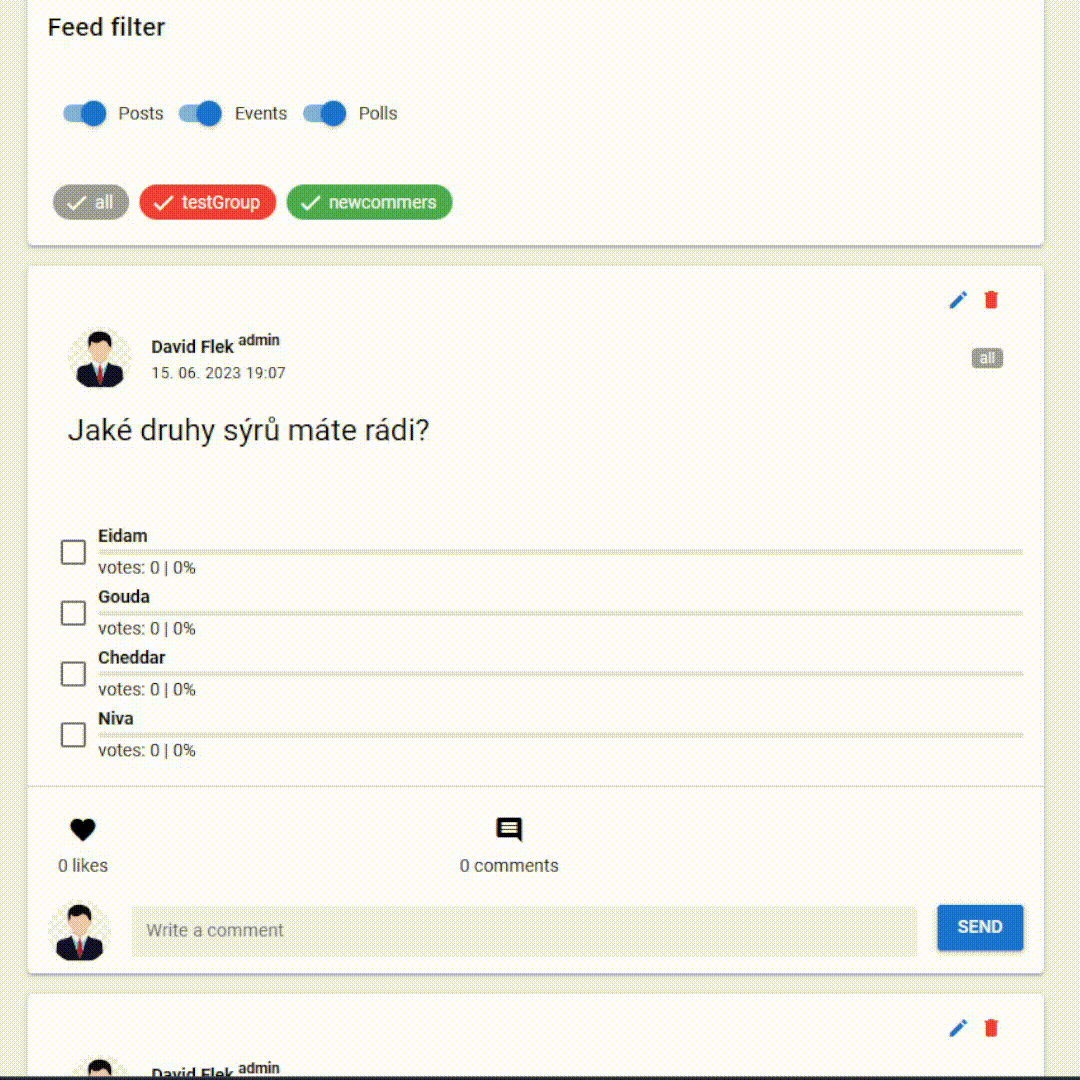 Feed filter
Posts Events Polls
all testGroup newcommers
David Flek admin
15. 06. 2023 19:07
all
Jaké druhy sýrů máte rádi?
Eidam
votes: 0 | 0%
Gouda
votes: 0 | 0%
Cheddar
votes: 0 | 0%
Niva
votes: 0 | 0%
0 likes 0 comments
Write a comment SEND
David Flek admin